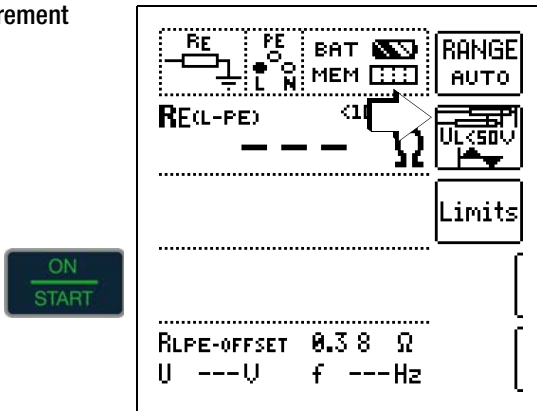 rement
RE
PE
L N
BAT
MEM
RANGE
AUTO
RE(L-PE)
--- Ω
UL<50V
Limits
ON
START
RLPE-OFFSET 0.38 Ω
U ---V f ---Hz